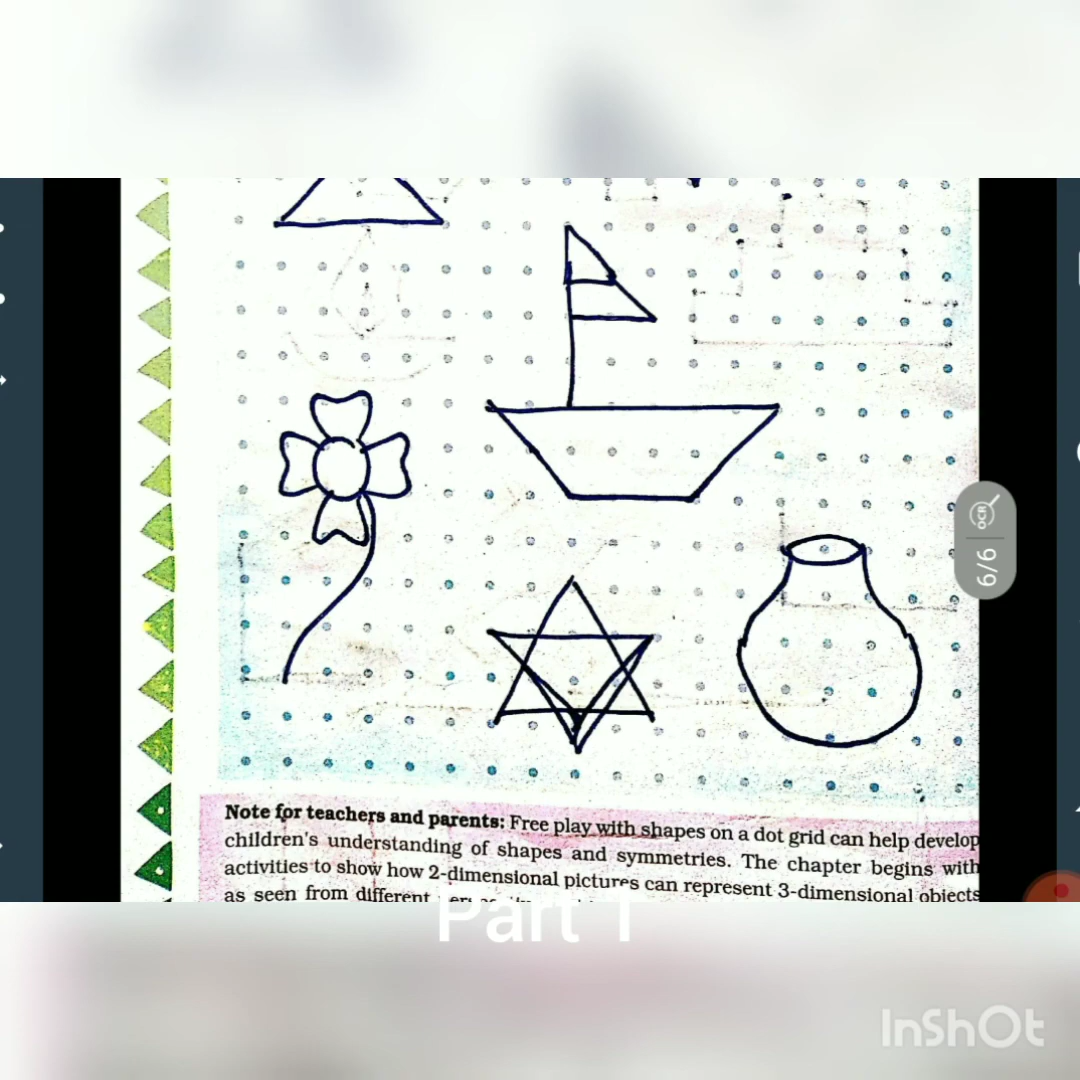 OCR
6/6
Note for teachers and parents: Free play with shapes on a dot grid can help develop
children's understanding of shapes and symmetries. The chapter begins with
activities to show how 2-dimensional pictures can represent 3-dimensional objects
as seen from different
Part 1
InShOt